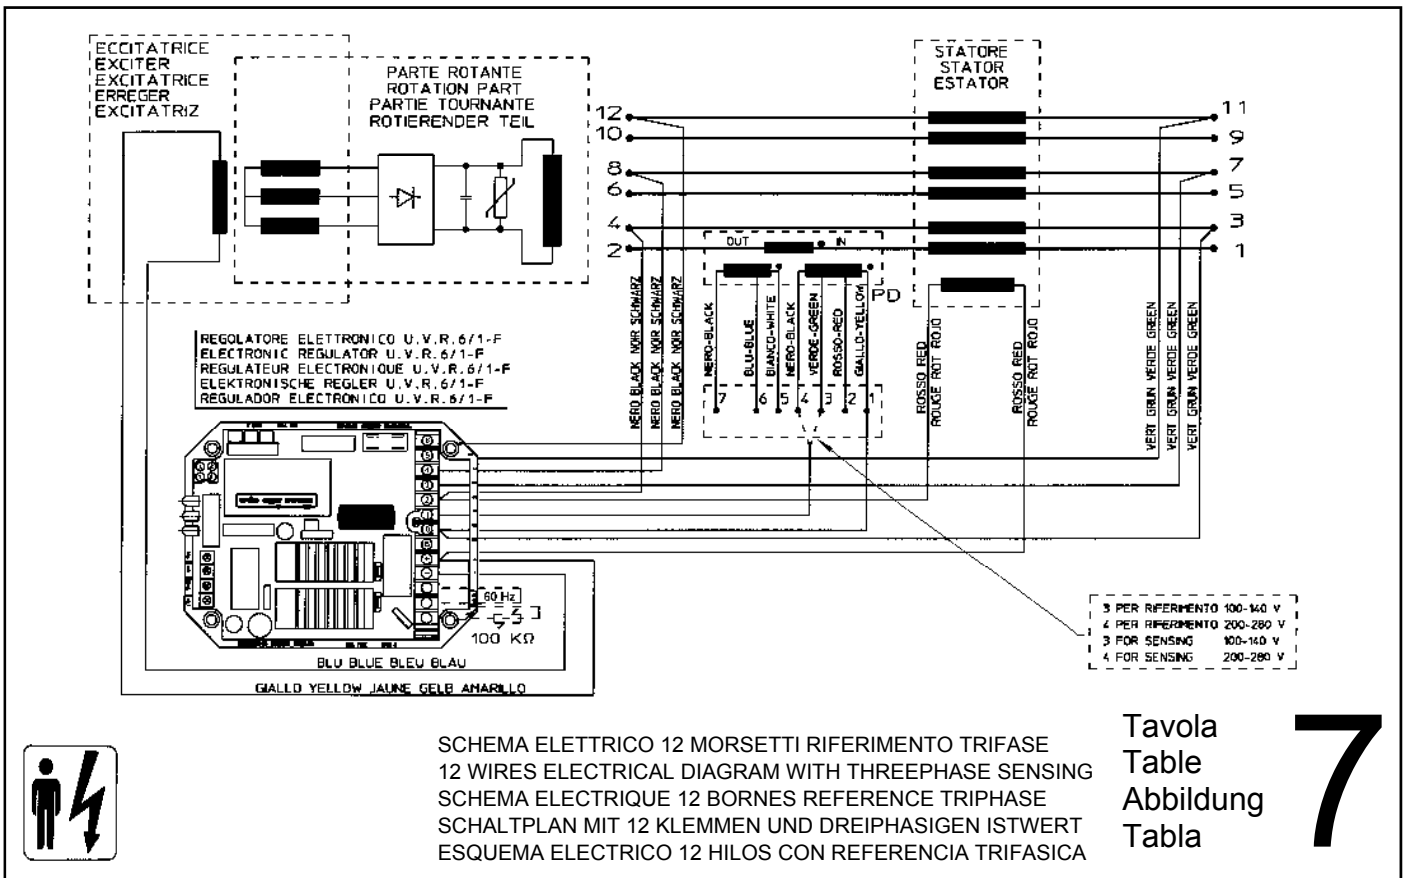 ECCITATRICE
EXCITER
EXCITATRICE
ERREGER
EXCITATRIZ
PARTE ROTANTE
ROTATION PART
PARTIE TOURNANTE
ROTIERENDER TEIL
STATORE
STATOR
ESTATOR
12
10
8
6
4
2
11
9
7
5
3
1
OUT
IN
PD
NERO BLACK NOIR SCHWARZ
NERO BLACK NOIR SCHWARZ
NERO BLACK NOIR SCHWARZ
NERO-BLACK
BLU-BLUE
BIANCO-WHITE
NERO-BLACK
VERDE-GREEN
ROSSO-RED
GIALLO-YELLOW
7 6 5 4 3 2 1
ROSSO RED
ROUGE ROT ROJO
ROSSO RED
ROUGE ROT ROJO
VERT GRUN VERDE GREEN
VERT GRUN VERDE GREEN
VERT GRUN VERDE GREEN
REGOLATORE ELETTRONICO U.V.R.6/1-F
ELECTRONIC REGULATOR U.V.R.6/1-F
REGULATEUR ELECTRONIQUE U.V.R.6/1-F
ELEKTRONISCHE REGLER U.V.R.6/1-F
REGULADOR ELECTRONICO U.V.R.6/1-F
60 Hz
100 KΩ
BLU BLUE BLEU BLAU
GIALLO YELLOW JAUNE GELB AMARILLO
3 PER RIFERIMENTO 100-140 V
4 PER RIFERIMENTO 200-280 V
3 FOR SENSING 100-140 V
4 FOR SENSING 200-280 V
SCHEMA ELETTRICO 12 MORSETTI RIFERIMENTO TRIFASE
12 WIRES ELECTRICAL DIAGRAM WITH THREEPHASE SENSING
SCHEMA ELECTRIQUE 12 BORNES REFERENCE TRIPHASE
SCHALTPLAN MIT 12 KLEMMEN UND DREIPHASIGEN ISTWERT
ESQUEMA ELECTRICO 12 HILOS CON REFERENCIA TRIFASICA
Tavola
Table
Abbildung
Tabla
7